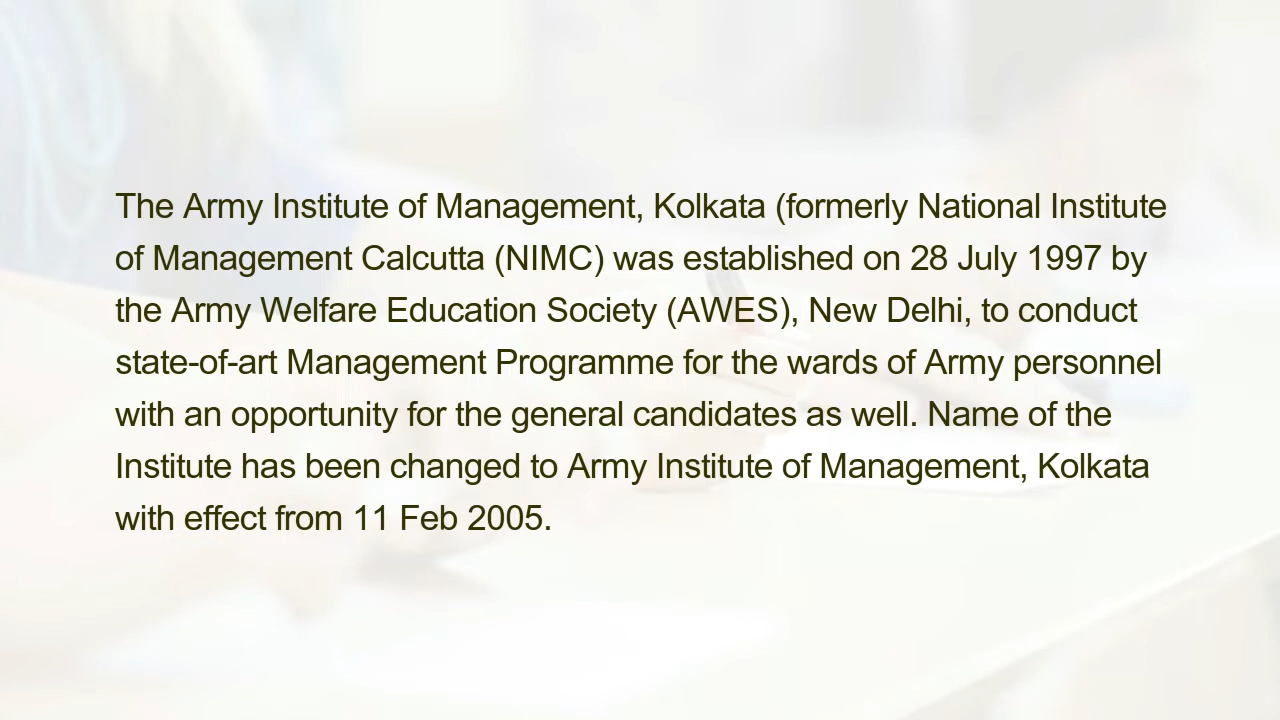 The Army Institute of Management, Kolkata (formerly National Institute
of Management Calcutta (NIMC) was established on 28 July 1997 by
the Army Welfare Education Society (AWES), New Delhi, to conduct
state-of-art Management Programme for the wards of Army personnel
with an opportunity for the general candidates as well. Name of the
Institute has been changed to Army Institute of Management, Kolkata
with effect from 11 Feb 2005.